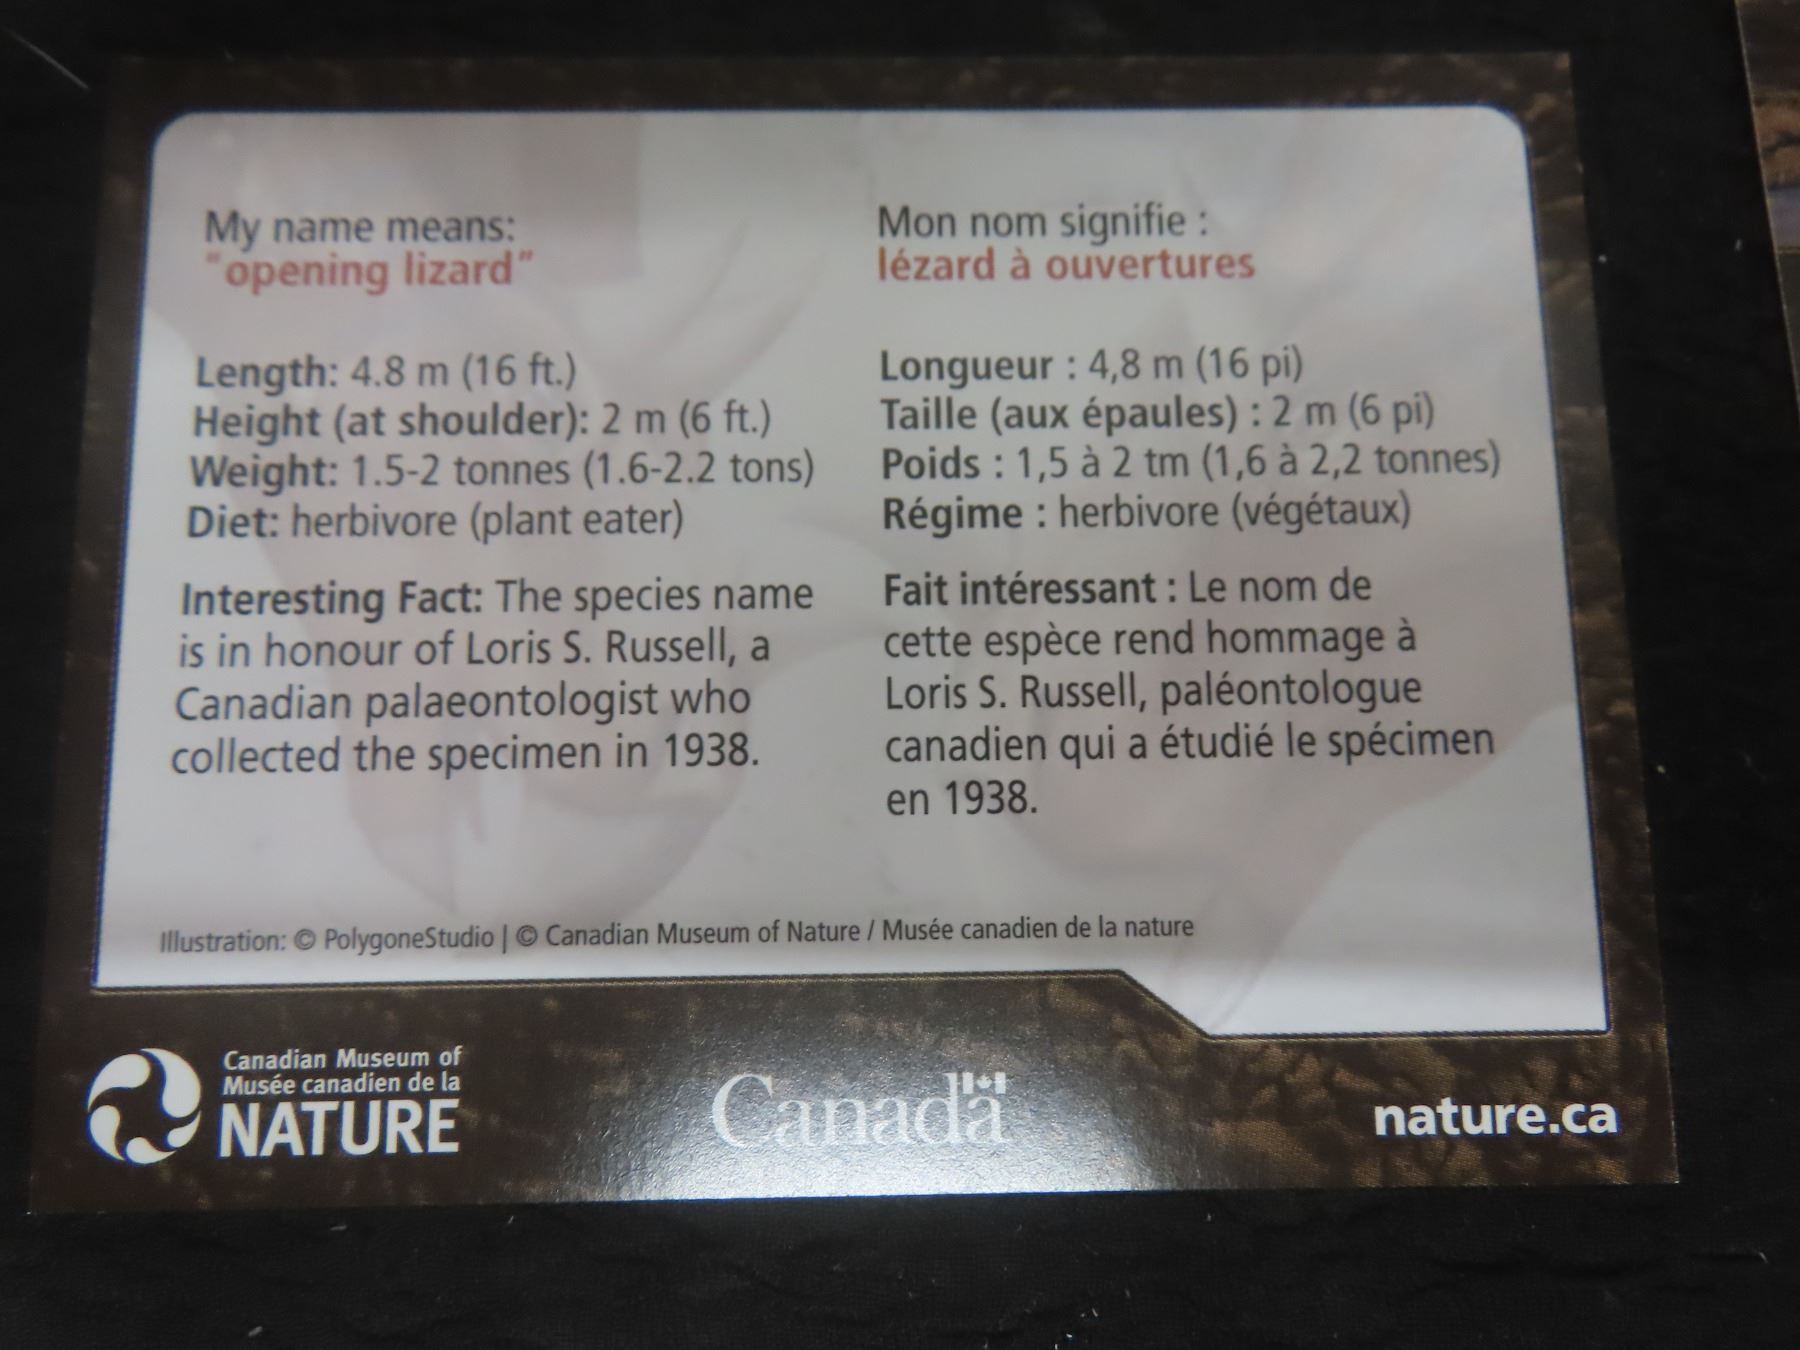 My name means:
"opening lizard"
Length: 4.8 m (16 ft.)
Height (at shoulder): 2 m (6 ft.)
Weight: 1.5-2 tonnes (1.6-2.2 tons)
Diet: herbivore (plant eater)
Interesting Fact: The species name
is in honour of Loris S. Russell, a
Canadian palaeontologist who
collected the specimen in 1938.
Mon nom signifie :
lézard à ouvertures
Longueur : 4,8 m (16 pi)
Taille (aux épaules) : 2 m (6 pi)
Poids : 1,5 à 2 tm (1,6 à 2,2 tonnes)
Régime : herbivore (végétaux)
Fait intéressant : Le nom de
cette espèce rend hommage à
Loris S. Russell, paléontologue
canadien qui a étudié le spécimen
en 1938.
Illustration: © PolygoneStudio | © Canadian Museum of Nature / Musée canadien de la nature
Canadian Museum of
Musée canadien de la
NATURE
Canada
nature.ca